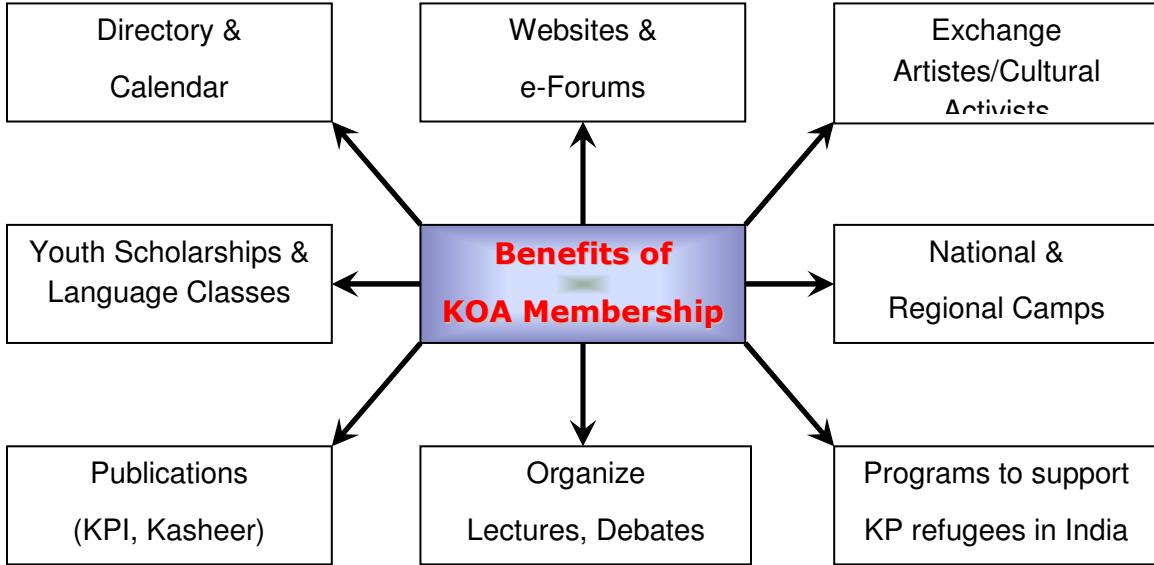 Directory &
Calendar
Websites &
e-Forums
Exchange
Artistes/Cultural
Activists
Youth Scholarships &
Language Classes
Benefits of
KOA Membership
National &
Regional Camps
Publications
(KPI, Kasheer)
Organize
Lectures, Debates
Programs to support
KP refugees in India